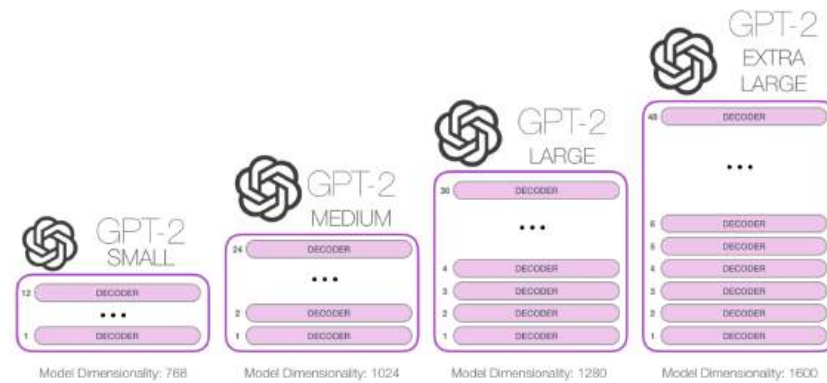 GPT-2
SMALL
12 DECODER
...
1 DECODER
Model Dimensionality: 768
GPT-2
MEDIUM
24 DECODER
...
2 DECODER
1 DECODER
Model Dimensionality: 1024
GPT-2
LARGE
36 DECODER
...
4 DECODER
3 DECODER
2 DECODER
1 DECODER
Model Dimensionality: 1280
GPT-2
EXTRA
LARGE
48 DECODER
...
6 DECODER
5 DECODER
4 DECODER
3 DECODER
2 DECODER
1 DECODER
Model Dimensionality: 1600